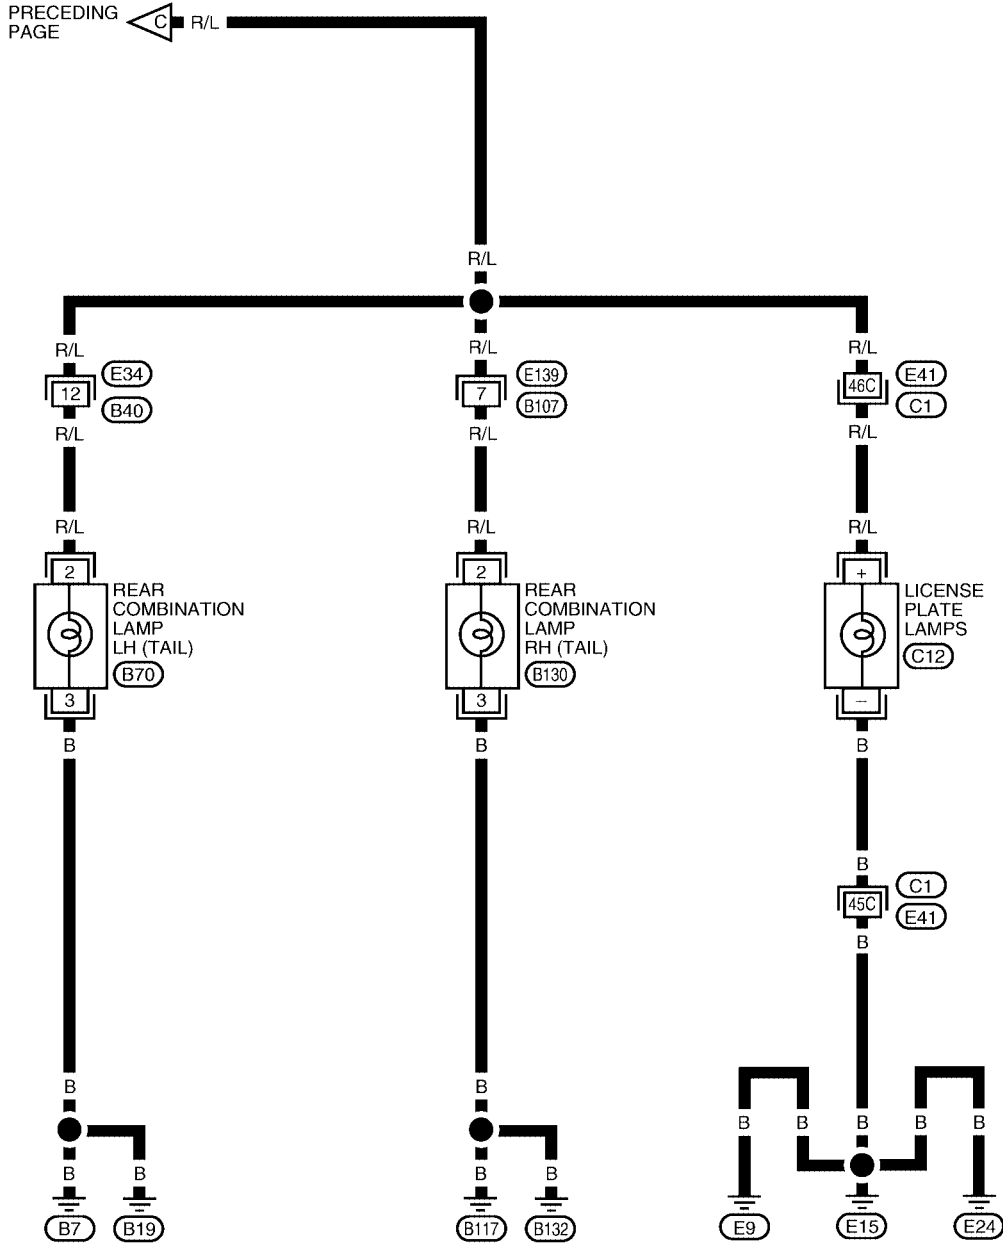 PRECEDING
PAGE
C
R/L
R/L
R/L
R/L
R/L
12
E34
B40
7
E139
B107
46C
E41
C1
R/L
R/L
R/L
R/L
R/L
R/L
2
REAR
COMBINATION
LAMP
LH (TAIL)
B70
3
2
REAR
COMBINATION
LAMP
RH (TAIL)
B130
3
+
LICENSE
PLATE
LAMPS
C12
−
B
B
B
B
45C
C1
E41
B
B
B
B
B
B
B
B
B
B
B
B
B
B7
B19
B117
B132
E9
E15
E24